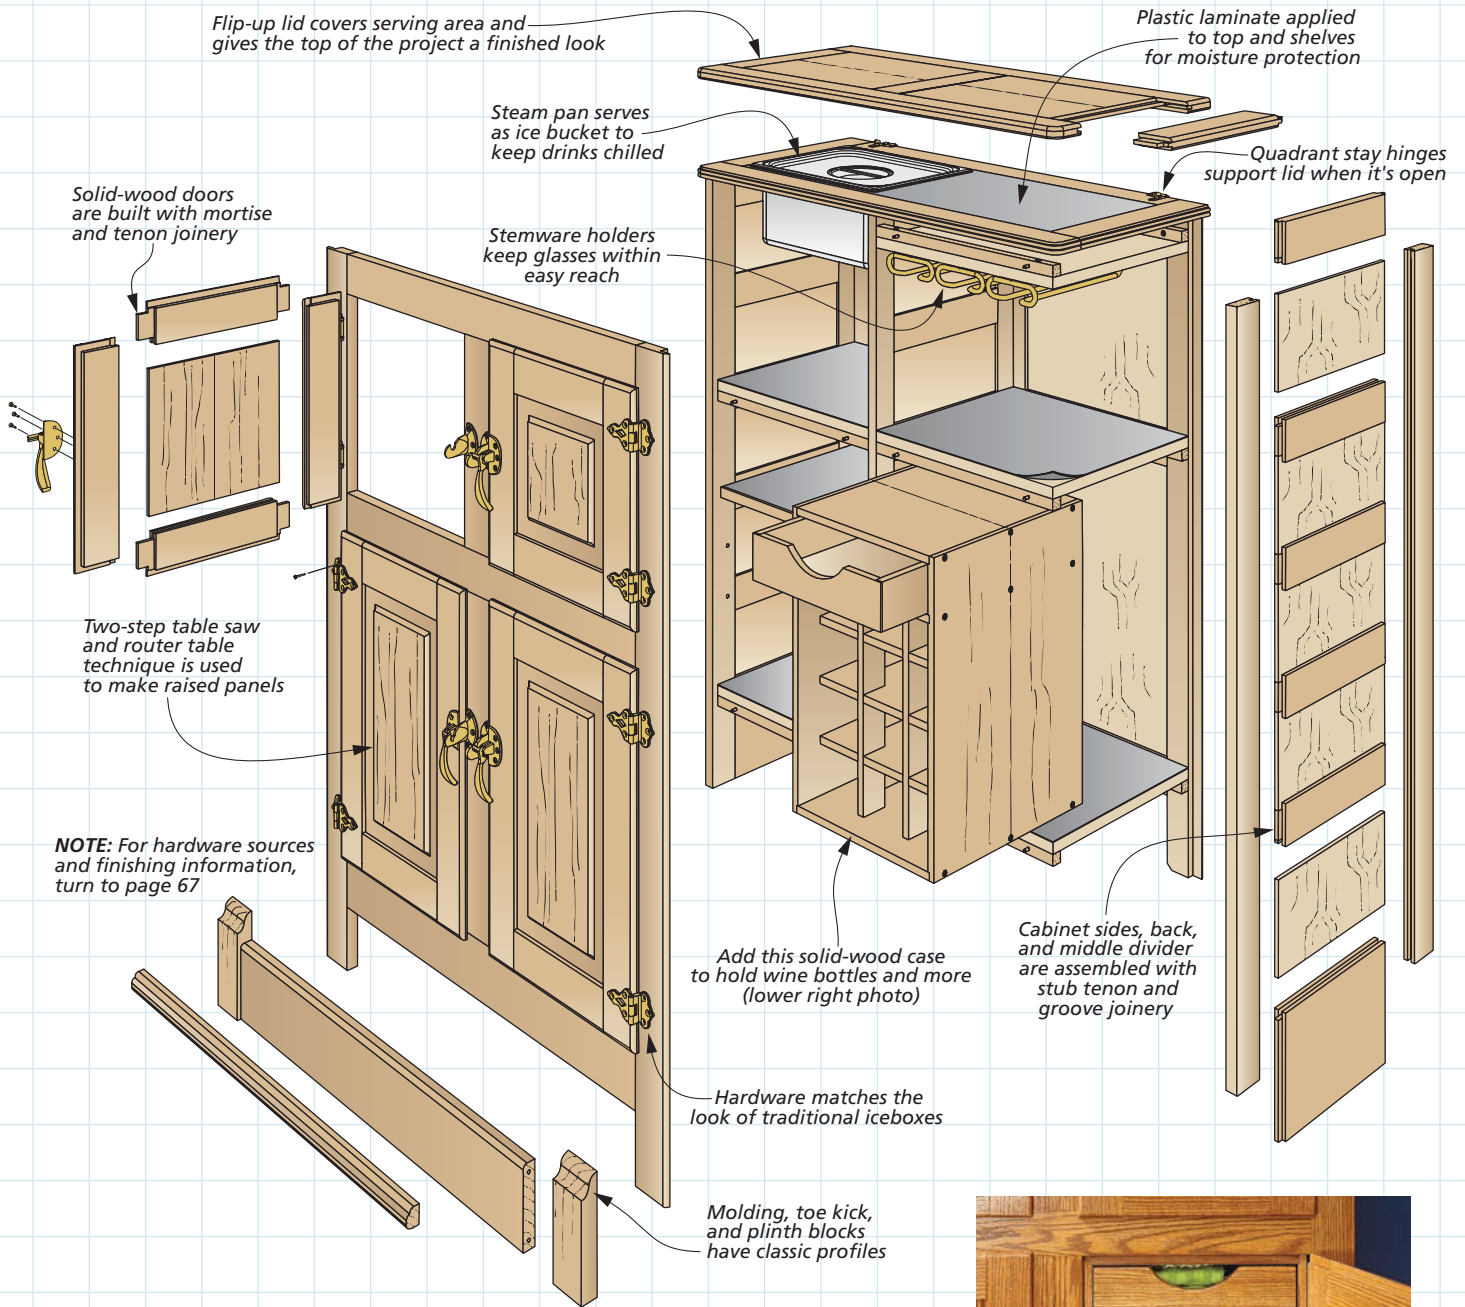 Flip-up lid covers serving area and
gives the top of the project a finished look
Plastic laminate applied
to top and shelves
for moisture protection
Steam pan serves
as ice bucket to
keep drinks chilled
Quadrant stay hinges
support lid when it's open
Solid-wood doors
are built with mortise
and tenon joinery
Stemware holders
keep glasses within
easy reach
Two-step table saw
and router table
technique is used
to make raised panels
NOTE: For hardware sources
and finishing information,
turn to page 67
Add this solid-wood case
to hold wine bottles and more
(lower right photo)
Cabinet sides, back,
and middle divider
are assembled with
stub tenon and
groove joinery
Hardware matches the
look of traditional iceboxes
Molding, toe kick,
and plinth blocks
have classic profiles